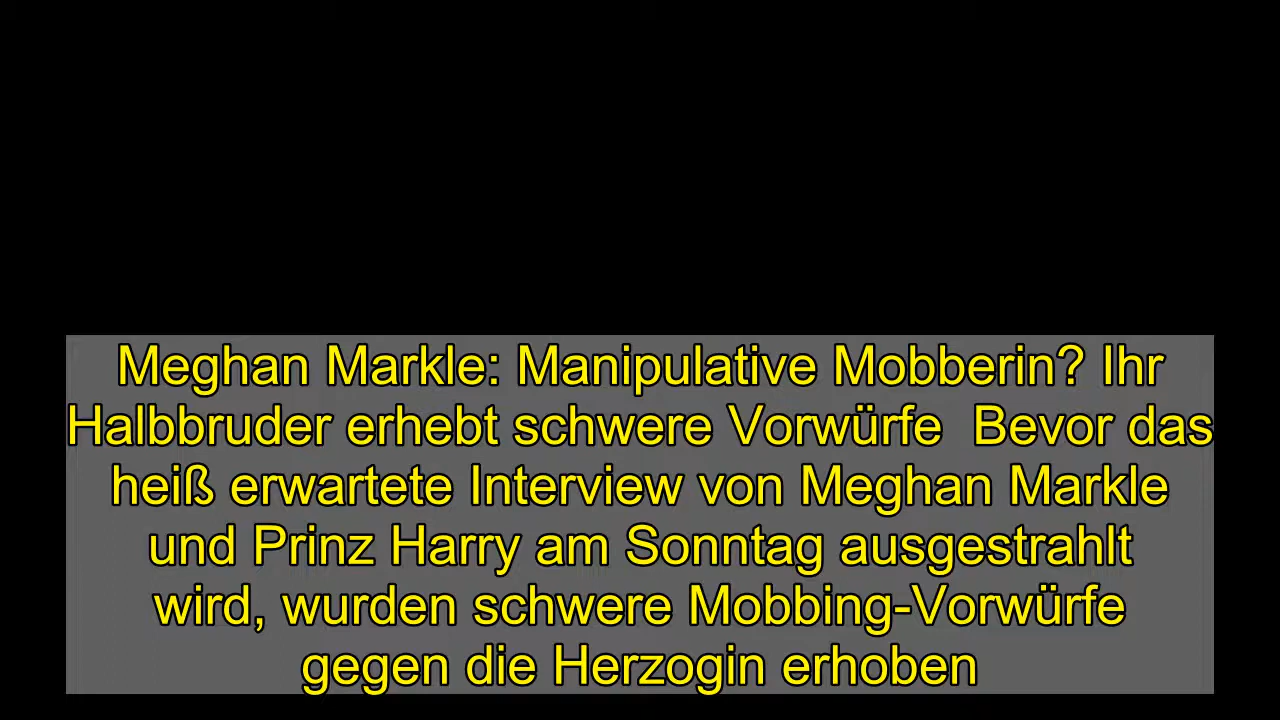 Meghan Markle: Manipulative Mobberin? Ihr
Halbbruder erhebt schwere Vorwürfe  Bevor das
heiß erwartete Interview von Meghan Markle
und Prinz Harry am Sonntag ausgestrahlt
wird, wurden schwere Mobbing-Vorwürfe
gegen die Herzogin erhoben